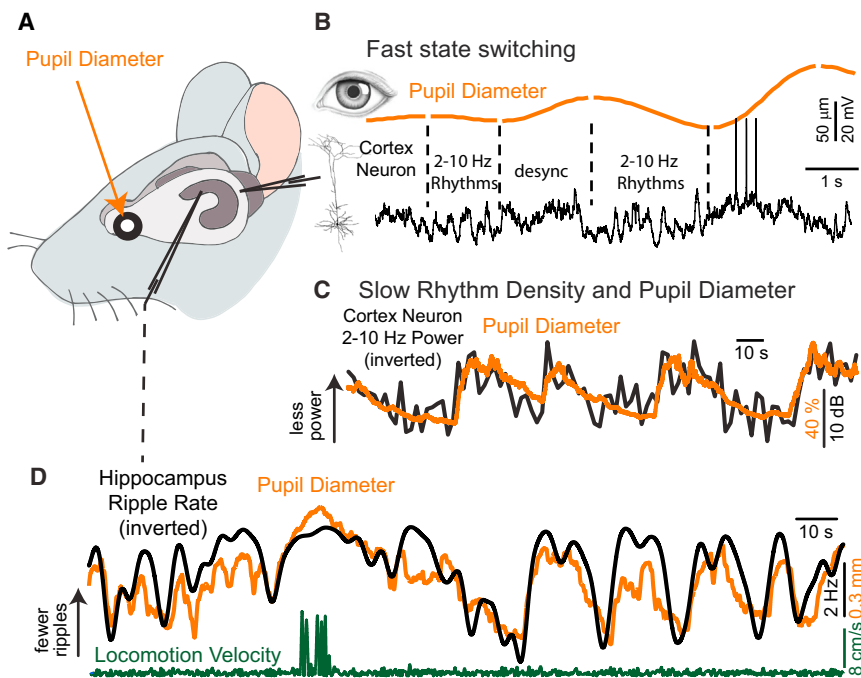 A
Pupil Diameter
B
Fast state switching
Pupil Diameter
Cortex
Neuron
2-10 Hz
Rhythms
desync
2-10 Hz
Rhythms
50 µm
20 mV
1 s
C
Slow Rhythm Density and Pupil Diameter
Cortex Neuron
2-10 Hz Power
(inverted)
Pupil Diameter
10 s
less
power
40 %
10 dB
D
Hippocampus
Ripple Rate
(inverted)
Pupil Diameter
10 s
fewer
ripples
2 Hz
0.3 mm
Locomotion Velocity
8 cm/s